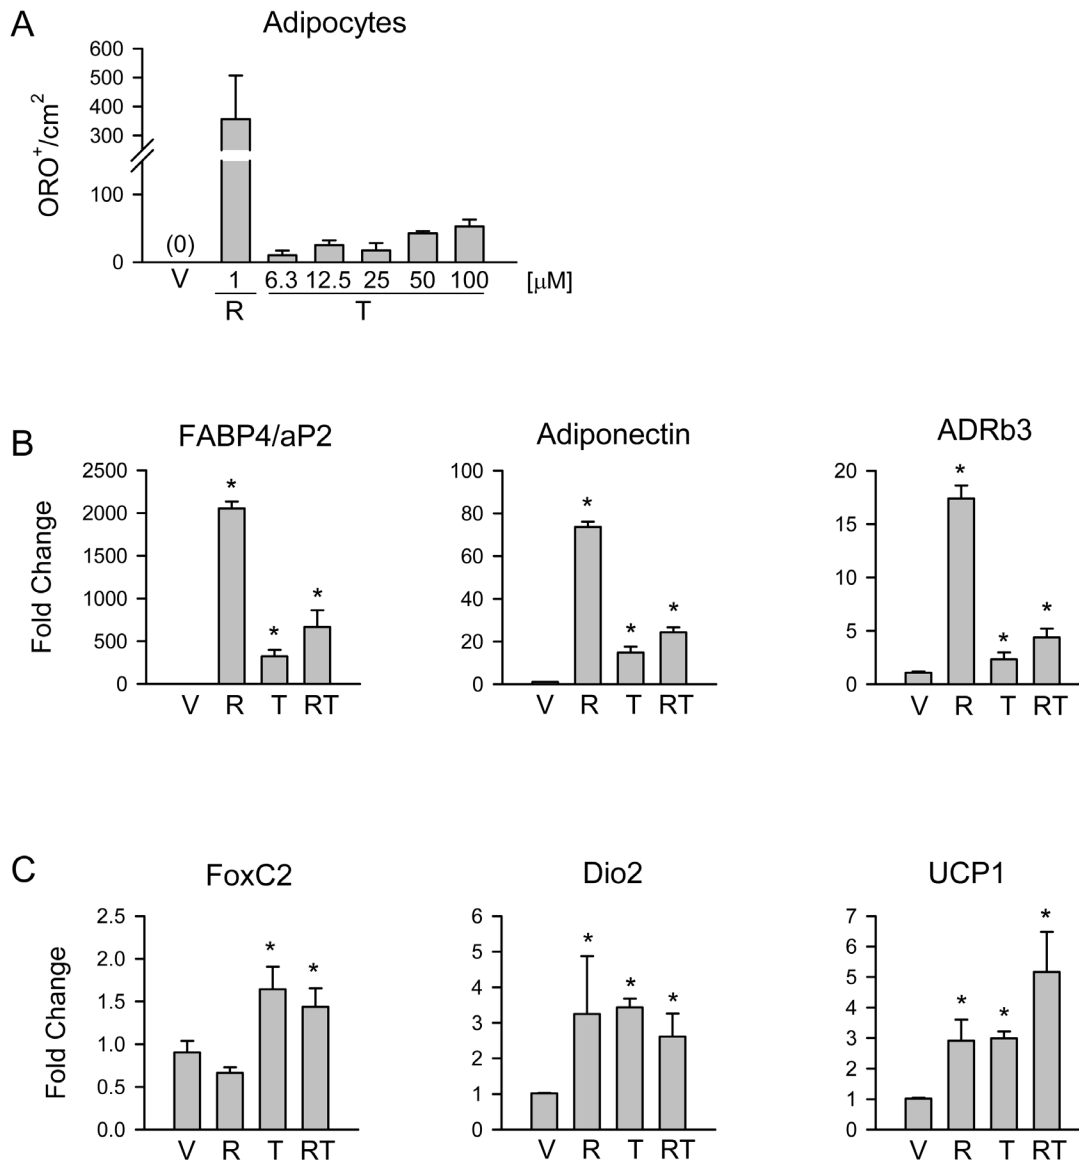 A
Adipocytes
ORO+/cm2
600
500
400
300
100
0
(0)
V
1 6.3 12.5 25 50 100 [μM]
R T
B
FABP4/aP2
Fold Change
2500
2000
1500
1000
500
0
* * *
V R T RT
Adiponectin
100
80
60
40
20
0
* * *
V R T RT
ADRb3
20
15
10
5
0
* * *
V R T RT
C
FoxC2
Fold Change
2.5
2.0
1.5
1.0
0.5
0.0
* *
V R T RT
Dio2
6
5
4
3
2
1
0
* * *
V R T RT
UCP1
7
6
5
4
3
2
1
0
* * *
V R T RT